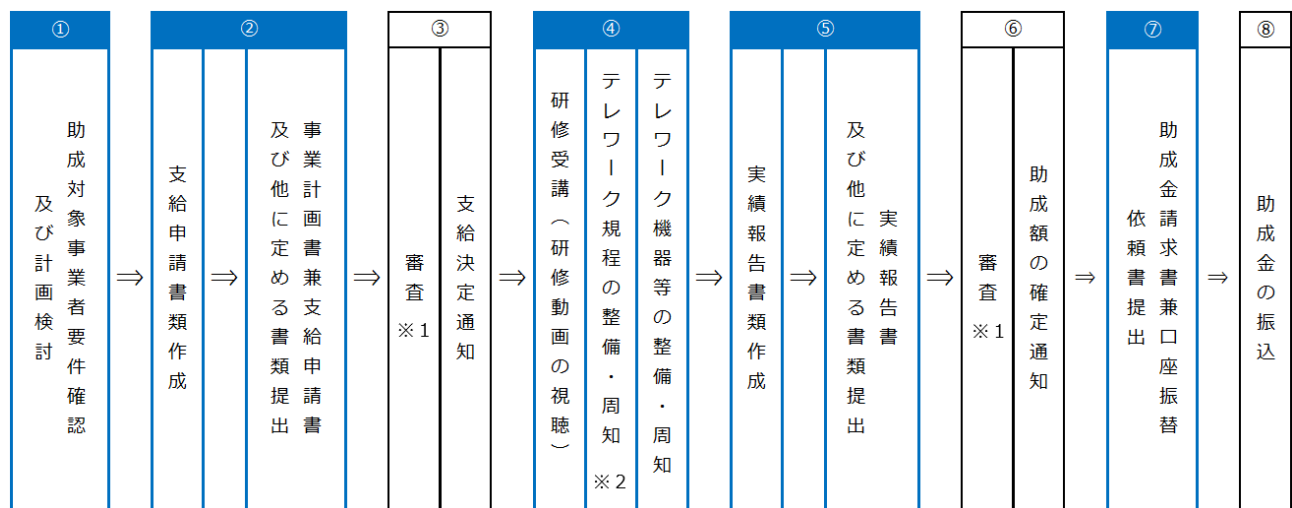 ①
助成対象事業者要件確認
及び計画検討
⇒
②
支給申請書類作成
⇒
事業計画書兼支給申請書
及び他に定める書類提出
⇒
③
審査※1
支給決定通知
⇒
④
研修受講（研修動画の視聴）
テレワーク規程の整備・周知※2
テレワーク機器等の整備・周知
⇒
⑤
実績報告書類作成
⇒
実績報告書
及び他に定める書類提出
⇒
⑥
審査※1
助成額の確定通知
⇒
⑦
助成金請求書兼口座振替
依頼書提出
⇒
⑧
助成金の振込